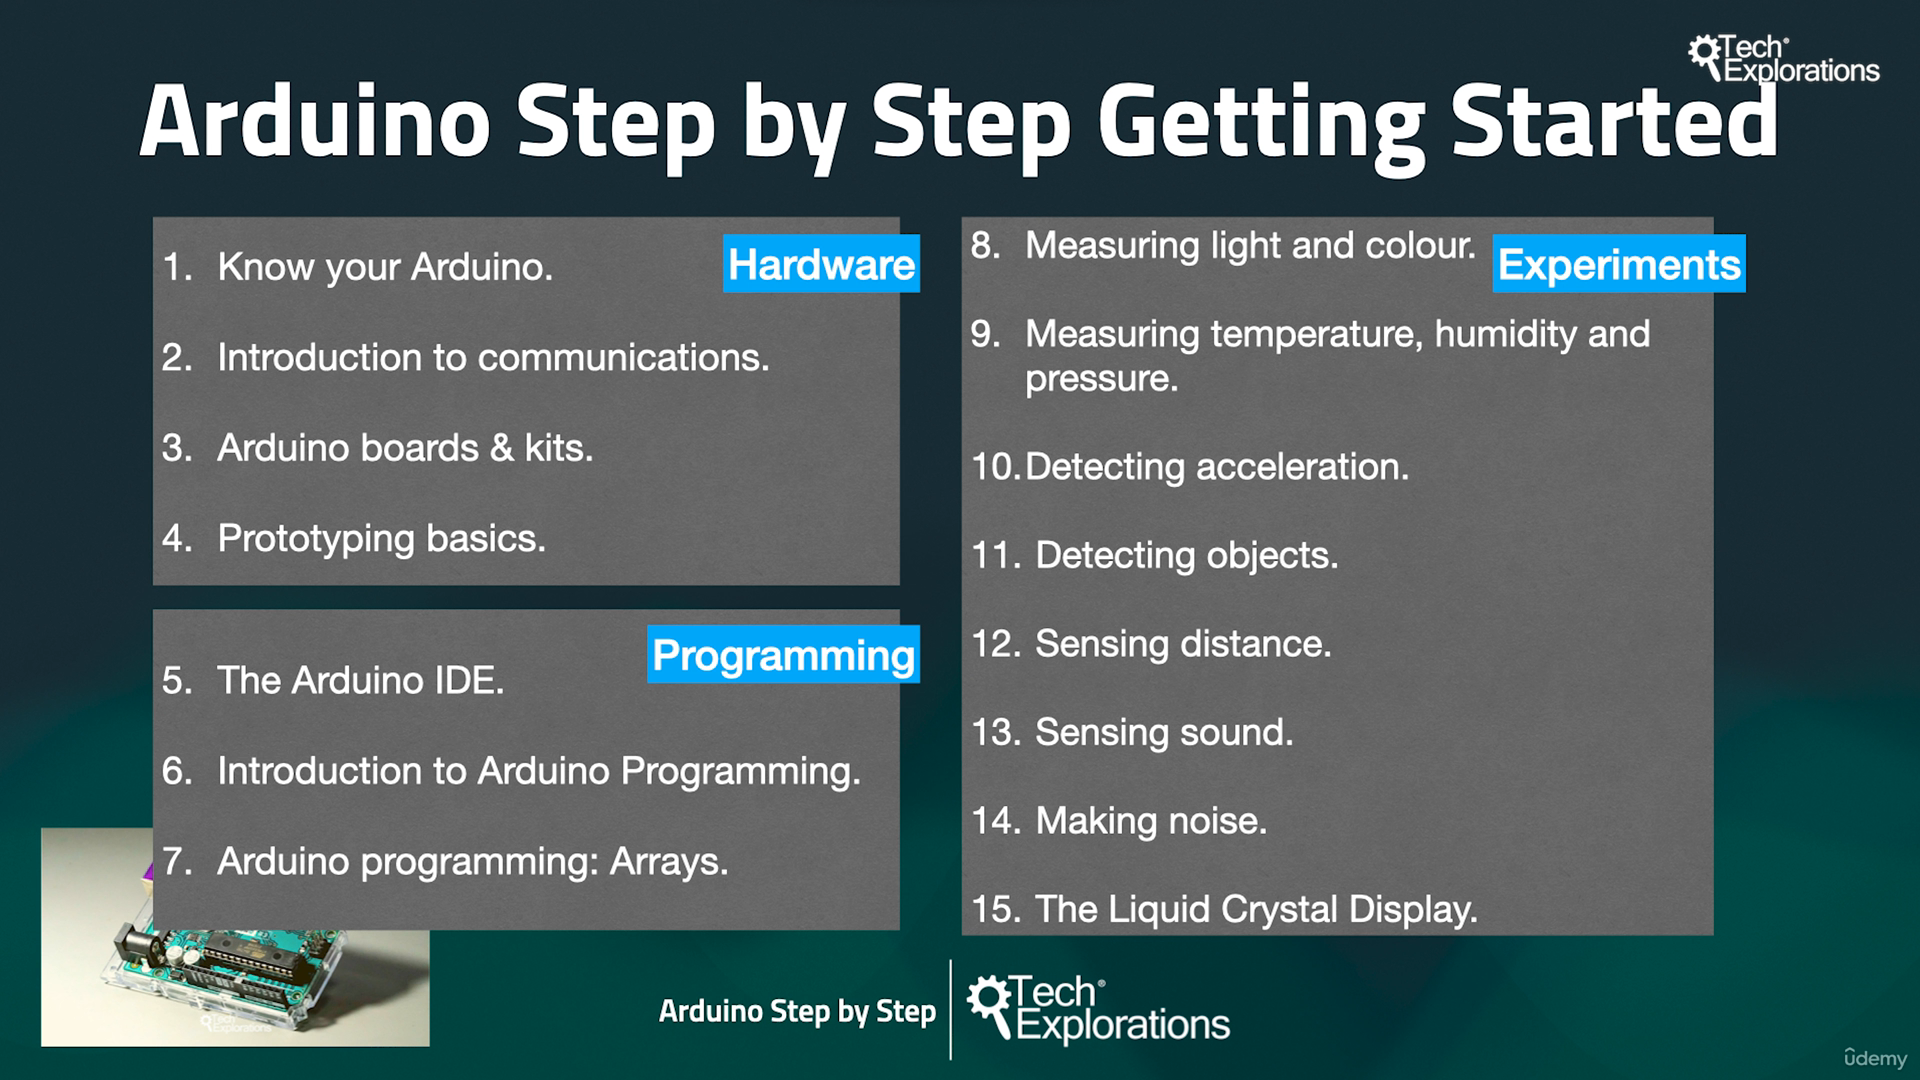 Tech
Explorations
Arduino Step by Step Getting Started
Hardware
1. Know your Arduino.
2. Introduction to communications.
3. Arduino boards & kits.
4. Prototyping basics.
Programming
5. The Arduino IDE.
6. Introduction to Arduino Programming.
7. Arduino programming: Arrays.
Experiments
8. Measuring light and colour.
9. Measuring temperature, humidity and
pressure.
10. Detecting acceleration.
11. Detecting objects.
12. Sensing distance.
13. Sensing sound.
14. Making noise.
15. The Liquid Crystal Display.
Tech
Explorations
Arduino Step by Step
Tech
Explorations
ûdemy